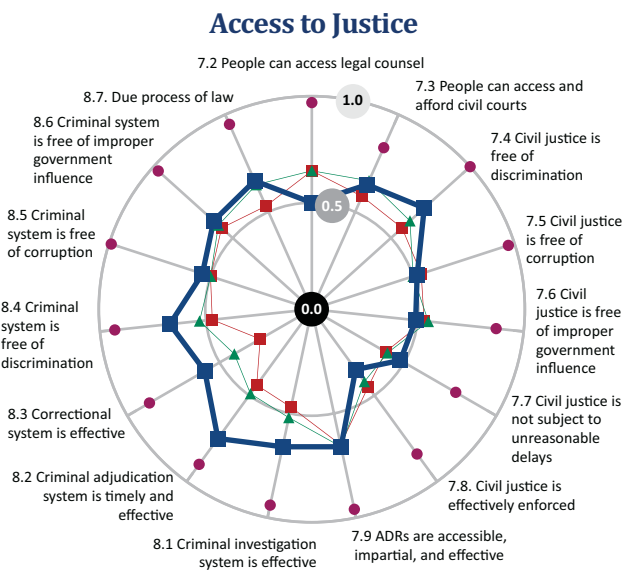 Access to Justice
7.2 People can access legal counsel
1.0
7.3 People can access and
afford civil courts
8.7. Due process of law
8.6 Criminal system
is free of improper
government
influence
7.4 Civil justice is
free of
discrimination
0.5
8.5 Criminal
system is free
of corruption
7.5 Civil justice
is free of
corruption
0.0
8.4 Criminal
system is
free of
discrimination
7.6 Civil
justice is free
of improper
government
influence
8.3 Correctional
system is effective
7.7 Civil justice is
not subject to
unreasonable
delays
8.2 Criminal adjudication
system is timely and
effective
7.8. Civil justice is
effectively enforced
8.1 Criminal investigation
system is effective
7.9 ADRs are accessible,
impartial, and effective